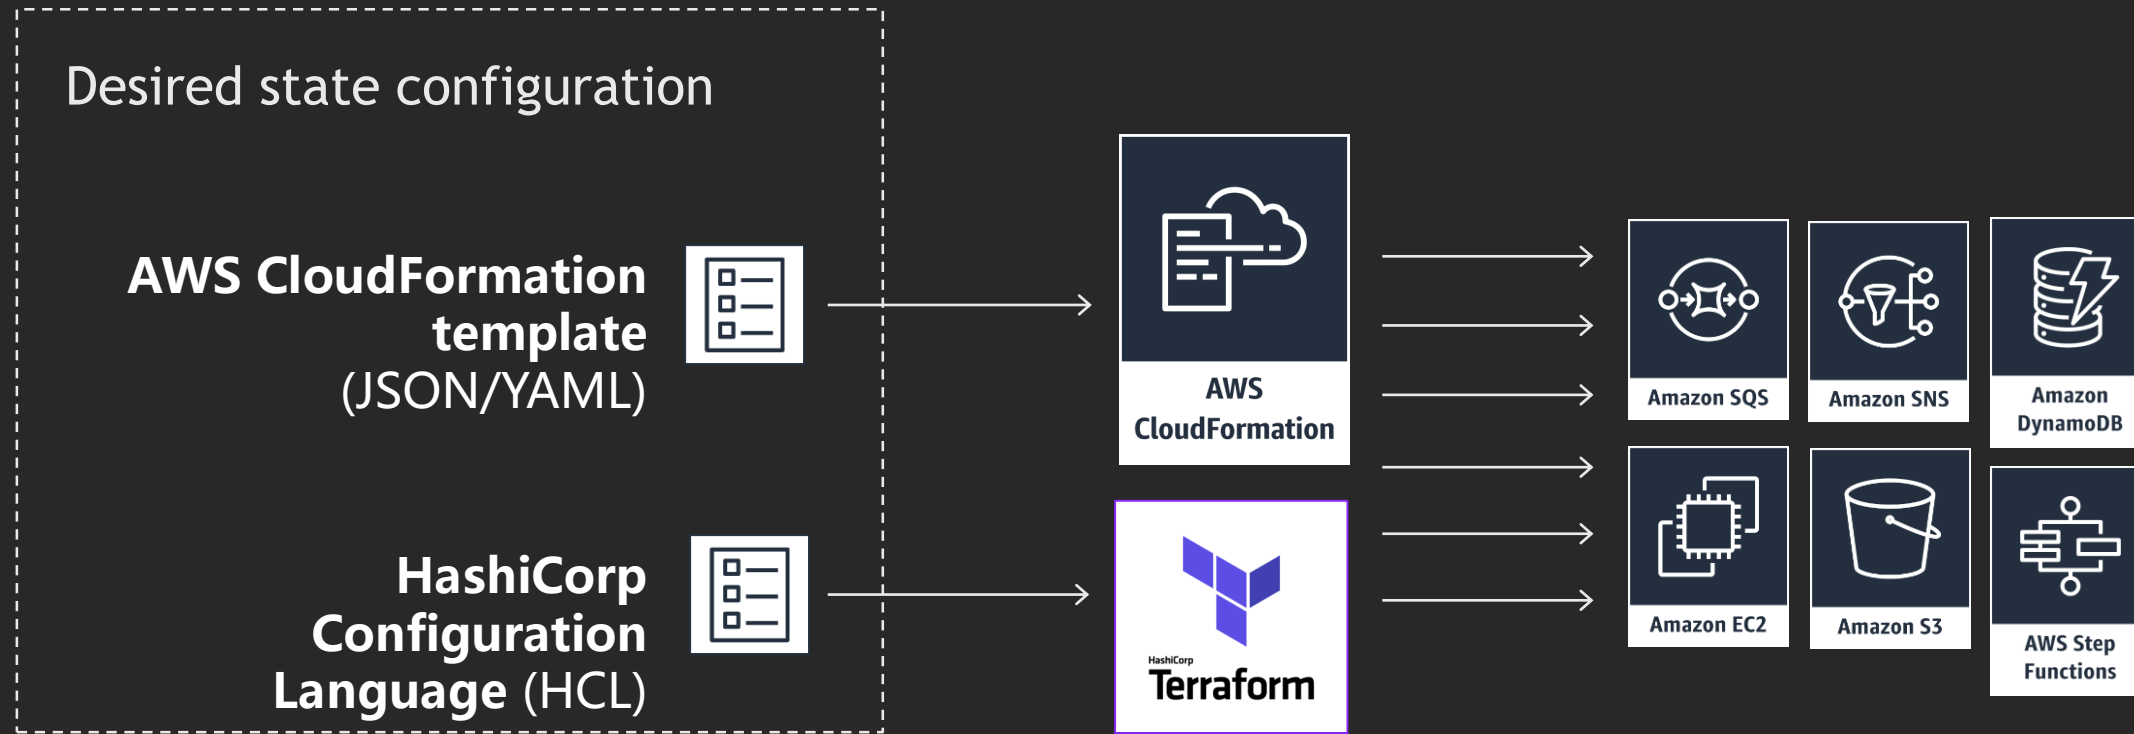 Desired state configuration
AWS CloudFormation
template
(JSON/YAML)
HashiCorp
Configuration
Language (HCL)
AWS
CloudFormation
HashiCorp
Terraform
Amazon SQS
Amazon SNS
Amazon
DynamoDB
Amazon EC2
Amazon S3
AWS Step
Functions